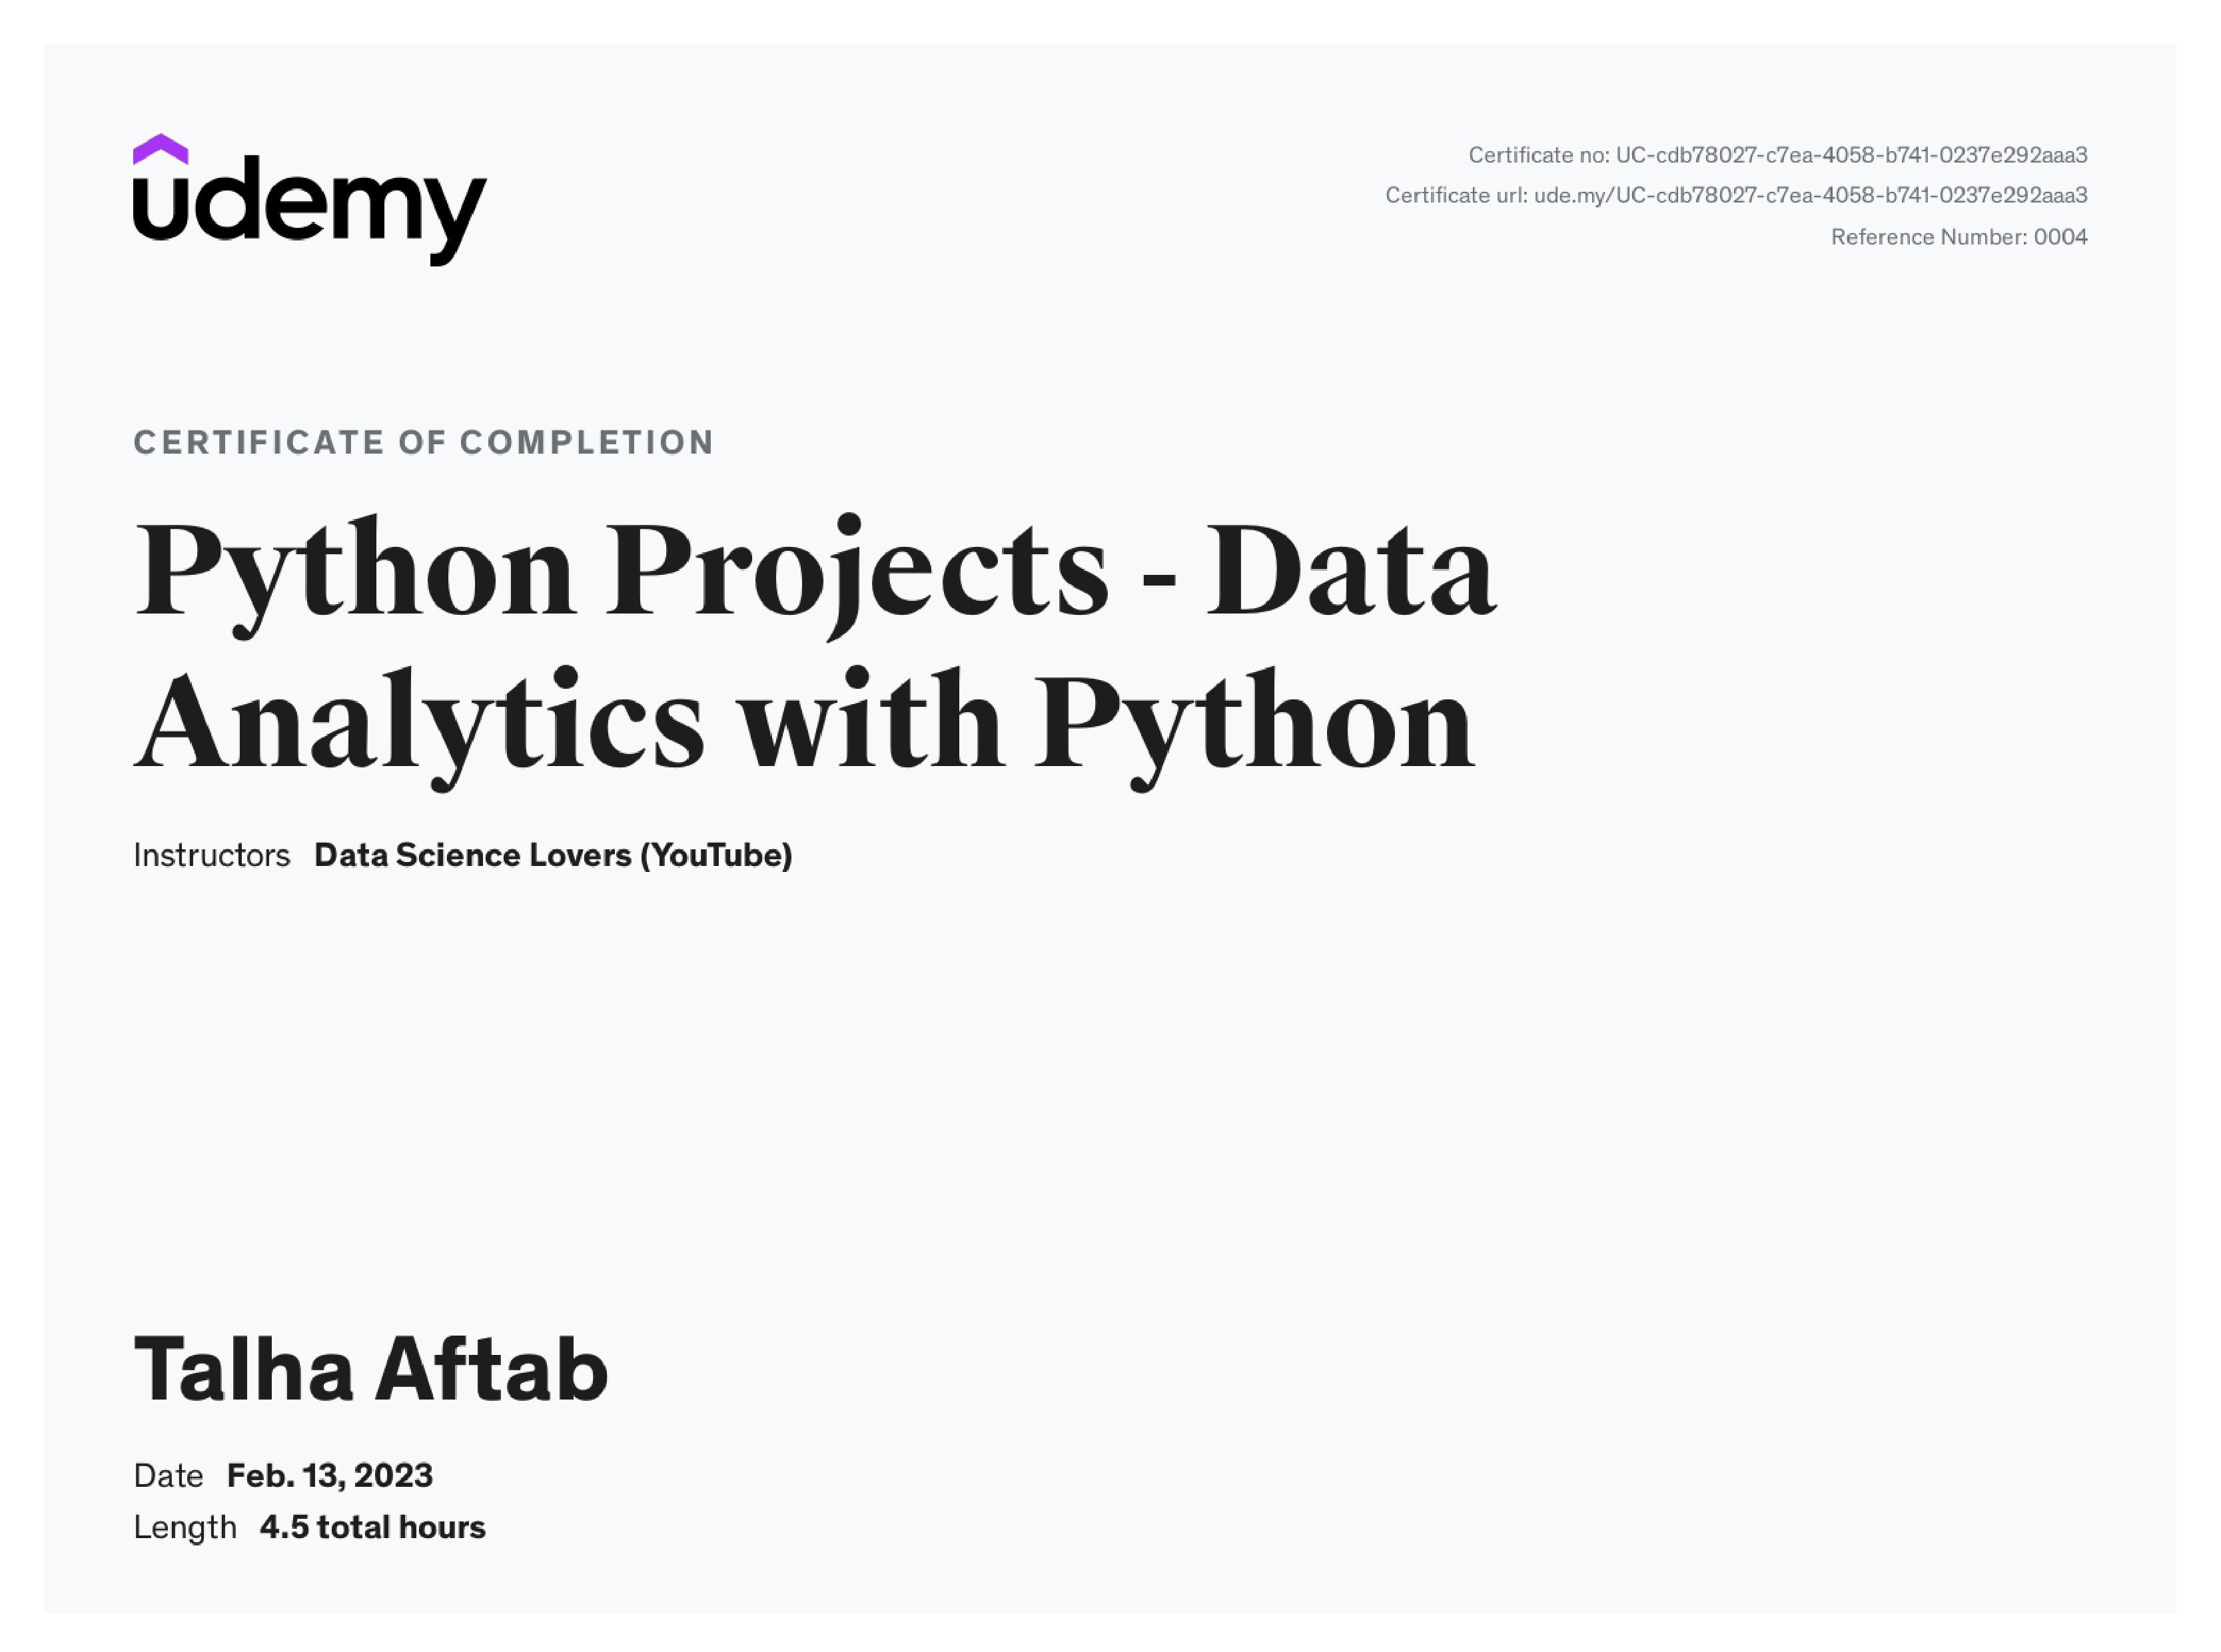 udemy
Certificate no: UC-cdb78027-c7ea-4058-b741-0237e292aaa3
Certificate url: ude.my/UC-cdb78027-c7ea-4058-b741-0237e292aaa3
Reference Number: 0004
CERTIFICATE OF COMPLETION
Python Projects - Data
Analytics with Python
Instructors Data Science Lovers (YouTube)
Talha Aftab
Date Feb. 13, 2023
Length 4.5 total hours